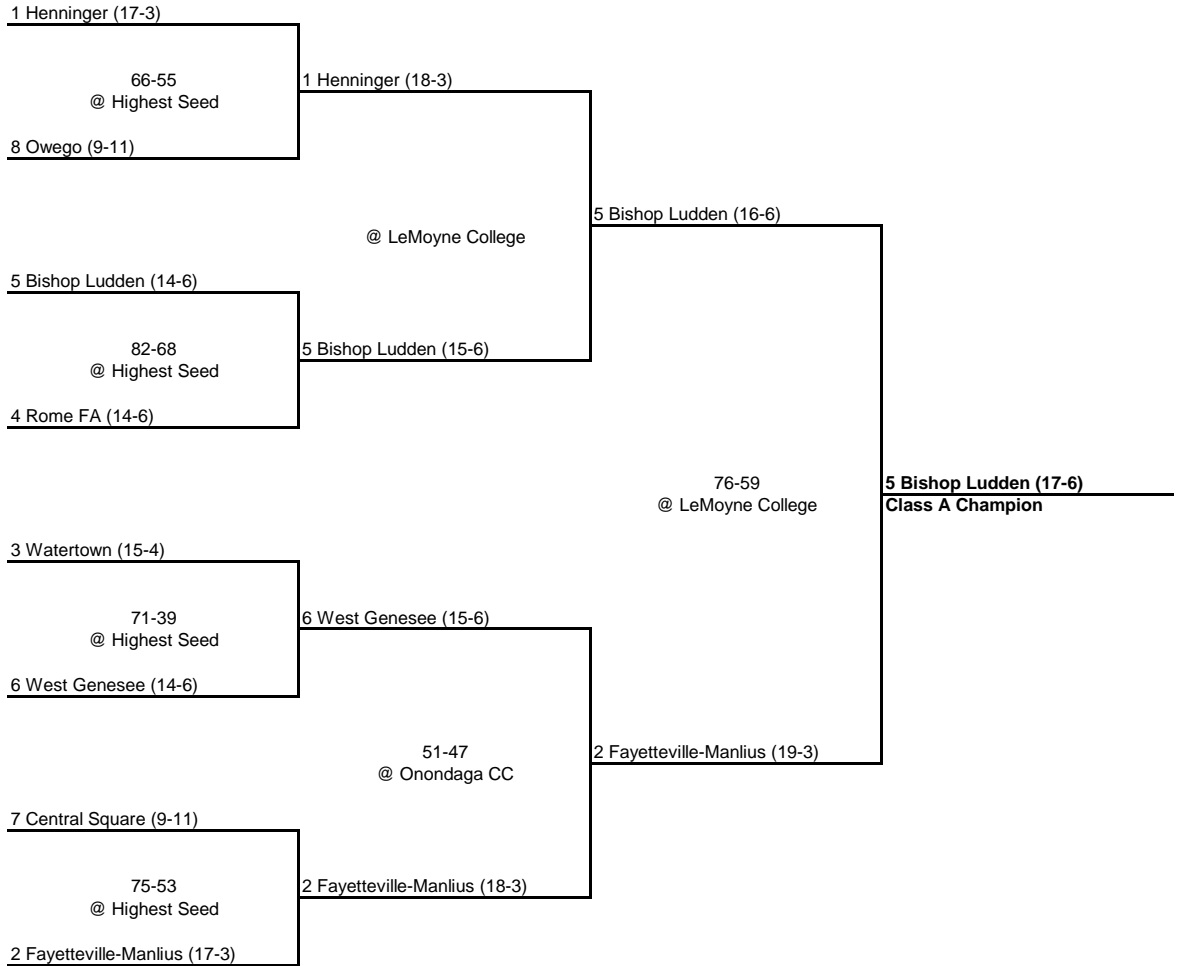 1 Henninger (17-3)
66-55
@ Highest Seed
1 Henninger (18-3)
8 Owego (9-11)
5 Bishop Ludden (16-6)
@ LeMoyne College
5 Bishop Ludden (14-6)
82-68
@ Highest Seed
5 Bishop Ludden (15-6)
4 Rome FA (14-6)
76-59
@ LeMoyne College
5 Bishop Ludden (17-6)
Class A Champion
3 Watertown (15-4)
71-39
@ Highest Seed
6 West Genesee (15-6)
6 West Genesee (14-6)
51-47
@ Onondaga CC
2 Fayetteville-Manlius (19-3)
7 Central Square (9-11)
75-53
@ Highest Seed
2 Fayetteville-Manlius (18-3)
2 Fayetteville-Manlius (17-3)